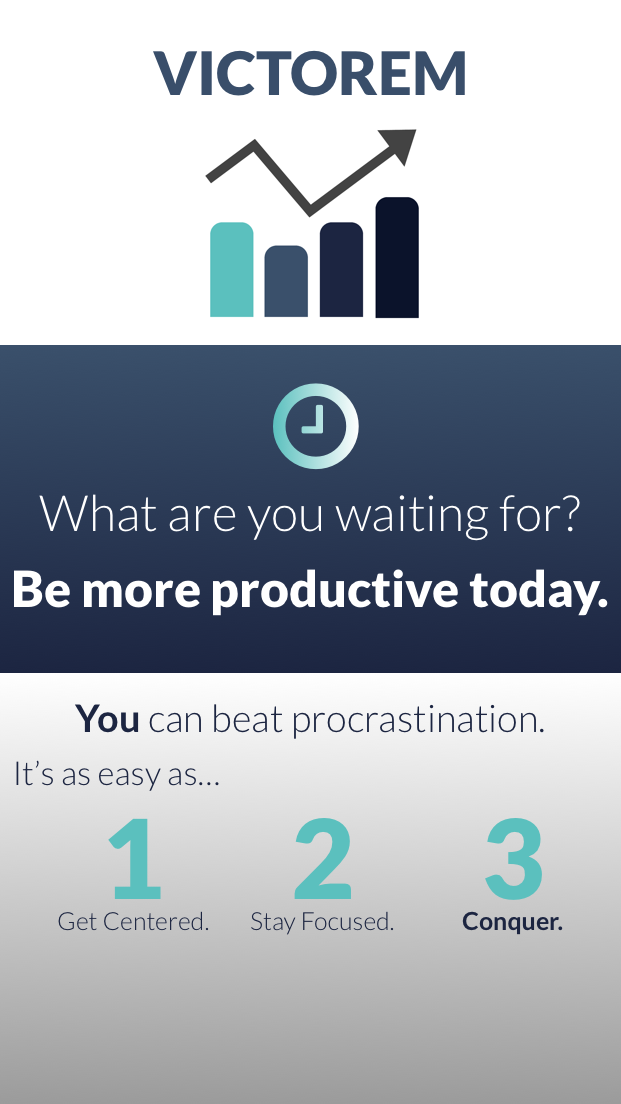 VICTOREM
What are you waiting for?
Be more productive today.
You can beat procrastination.
It’s as easy as...
1 2 3
Get Centered. Stay Focused. Conquer.